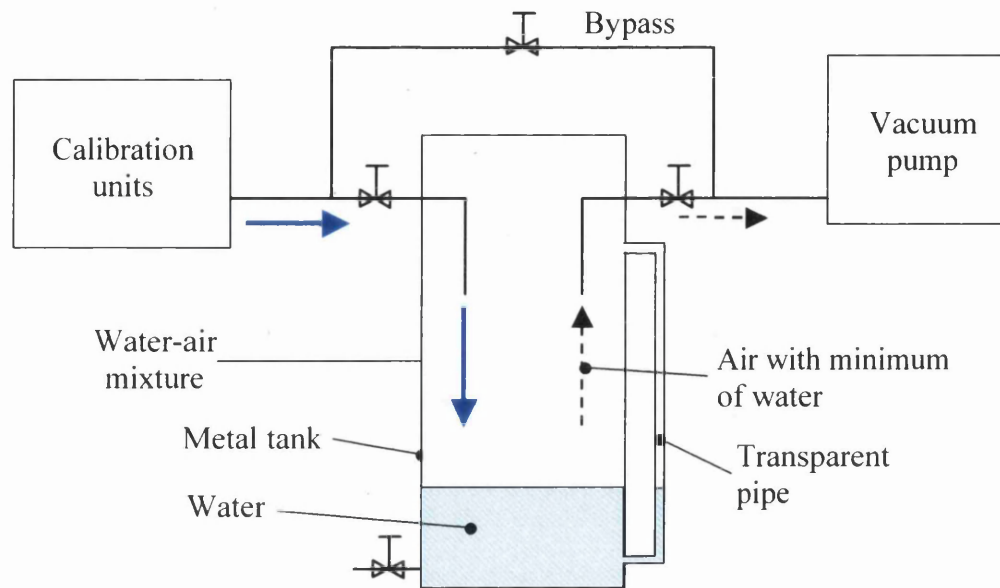 Bypass
Calibration
units
Vacuum
pump
Water-air
mixture
Air with minimum
of water
Metal tank
Transparent
pipe
Water